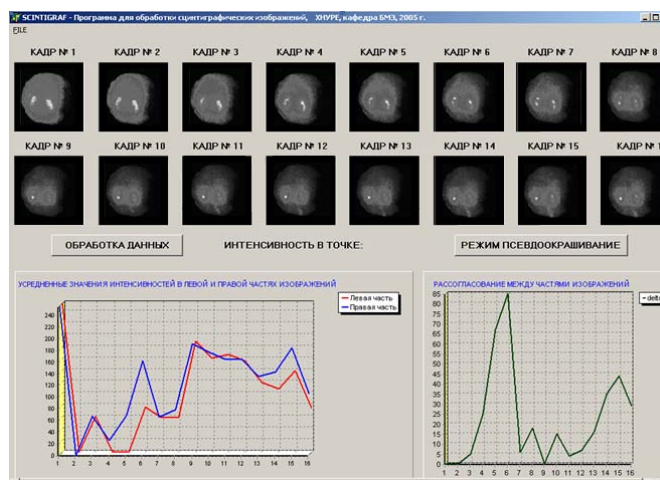 SCINTIGRAF - Программа для обработки сцинтиграфических изображений, ХНУРЕ, кафедра БМЭ, 2005 г.
FILE
КАДР № 1 КАДР № 2 КАДР № 3 КАДР № 4 КАДР № 5 КАДР № 6 КАДР № 7 КАДР № 8
КАДР № 9 КАДР № 10 КАДР № 11 КАДР № 12 КАДР № 13 КАДР № 14 КАДР № 15 КАДР № 1
ОБРАБОТКА ДАННЫХ ИНТЕНСИВНОСТЬ В ТОЧКЕ: РЕЖИМ ПСЕВДООКРАШИВАНИЕ
УСРЕДНЕННЫЕ ЗНАЧЕНИЯ ИНТЕНСИВНОСТЕЙ В ЛЕВОЙ И ПРАВОЙ ЧАСТЯХ ИЗОБРАЖЕНИЙ
Левая часть
Правая часть
240
220
200
180
160
140
120
100
80
60
40
20
0
1 2 3 4 5 6 7 8 9 10 11 12 13 14 15 16
РАССОГЛАСОВАНИЕ МЕЖДУ ЧАСТЯМИ ИЗОБРАЖЕНИЙ
delt
85
80
75
70
65
60
55
50
45
40
35
30
25
20
15
10
5
0
1 2 3 4 5 6 7 8 9 10 11 12 13 14 15 16